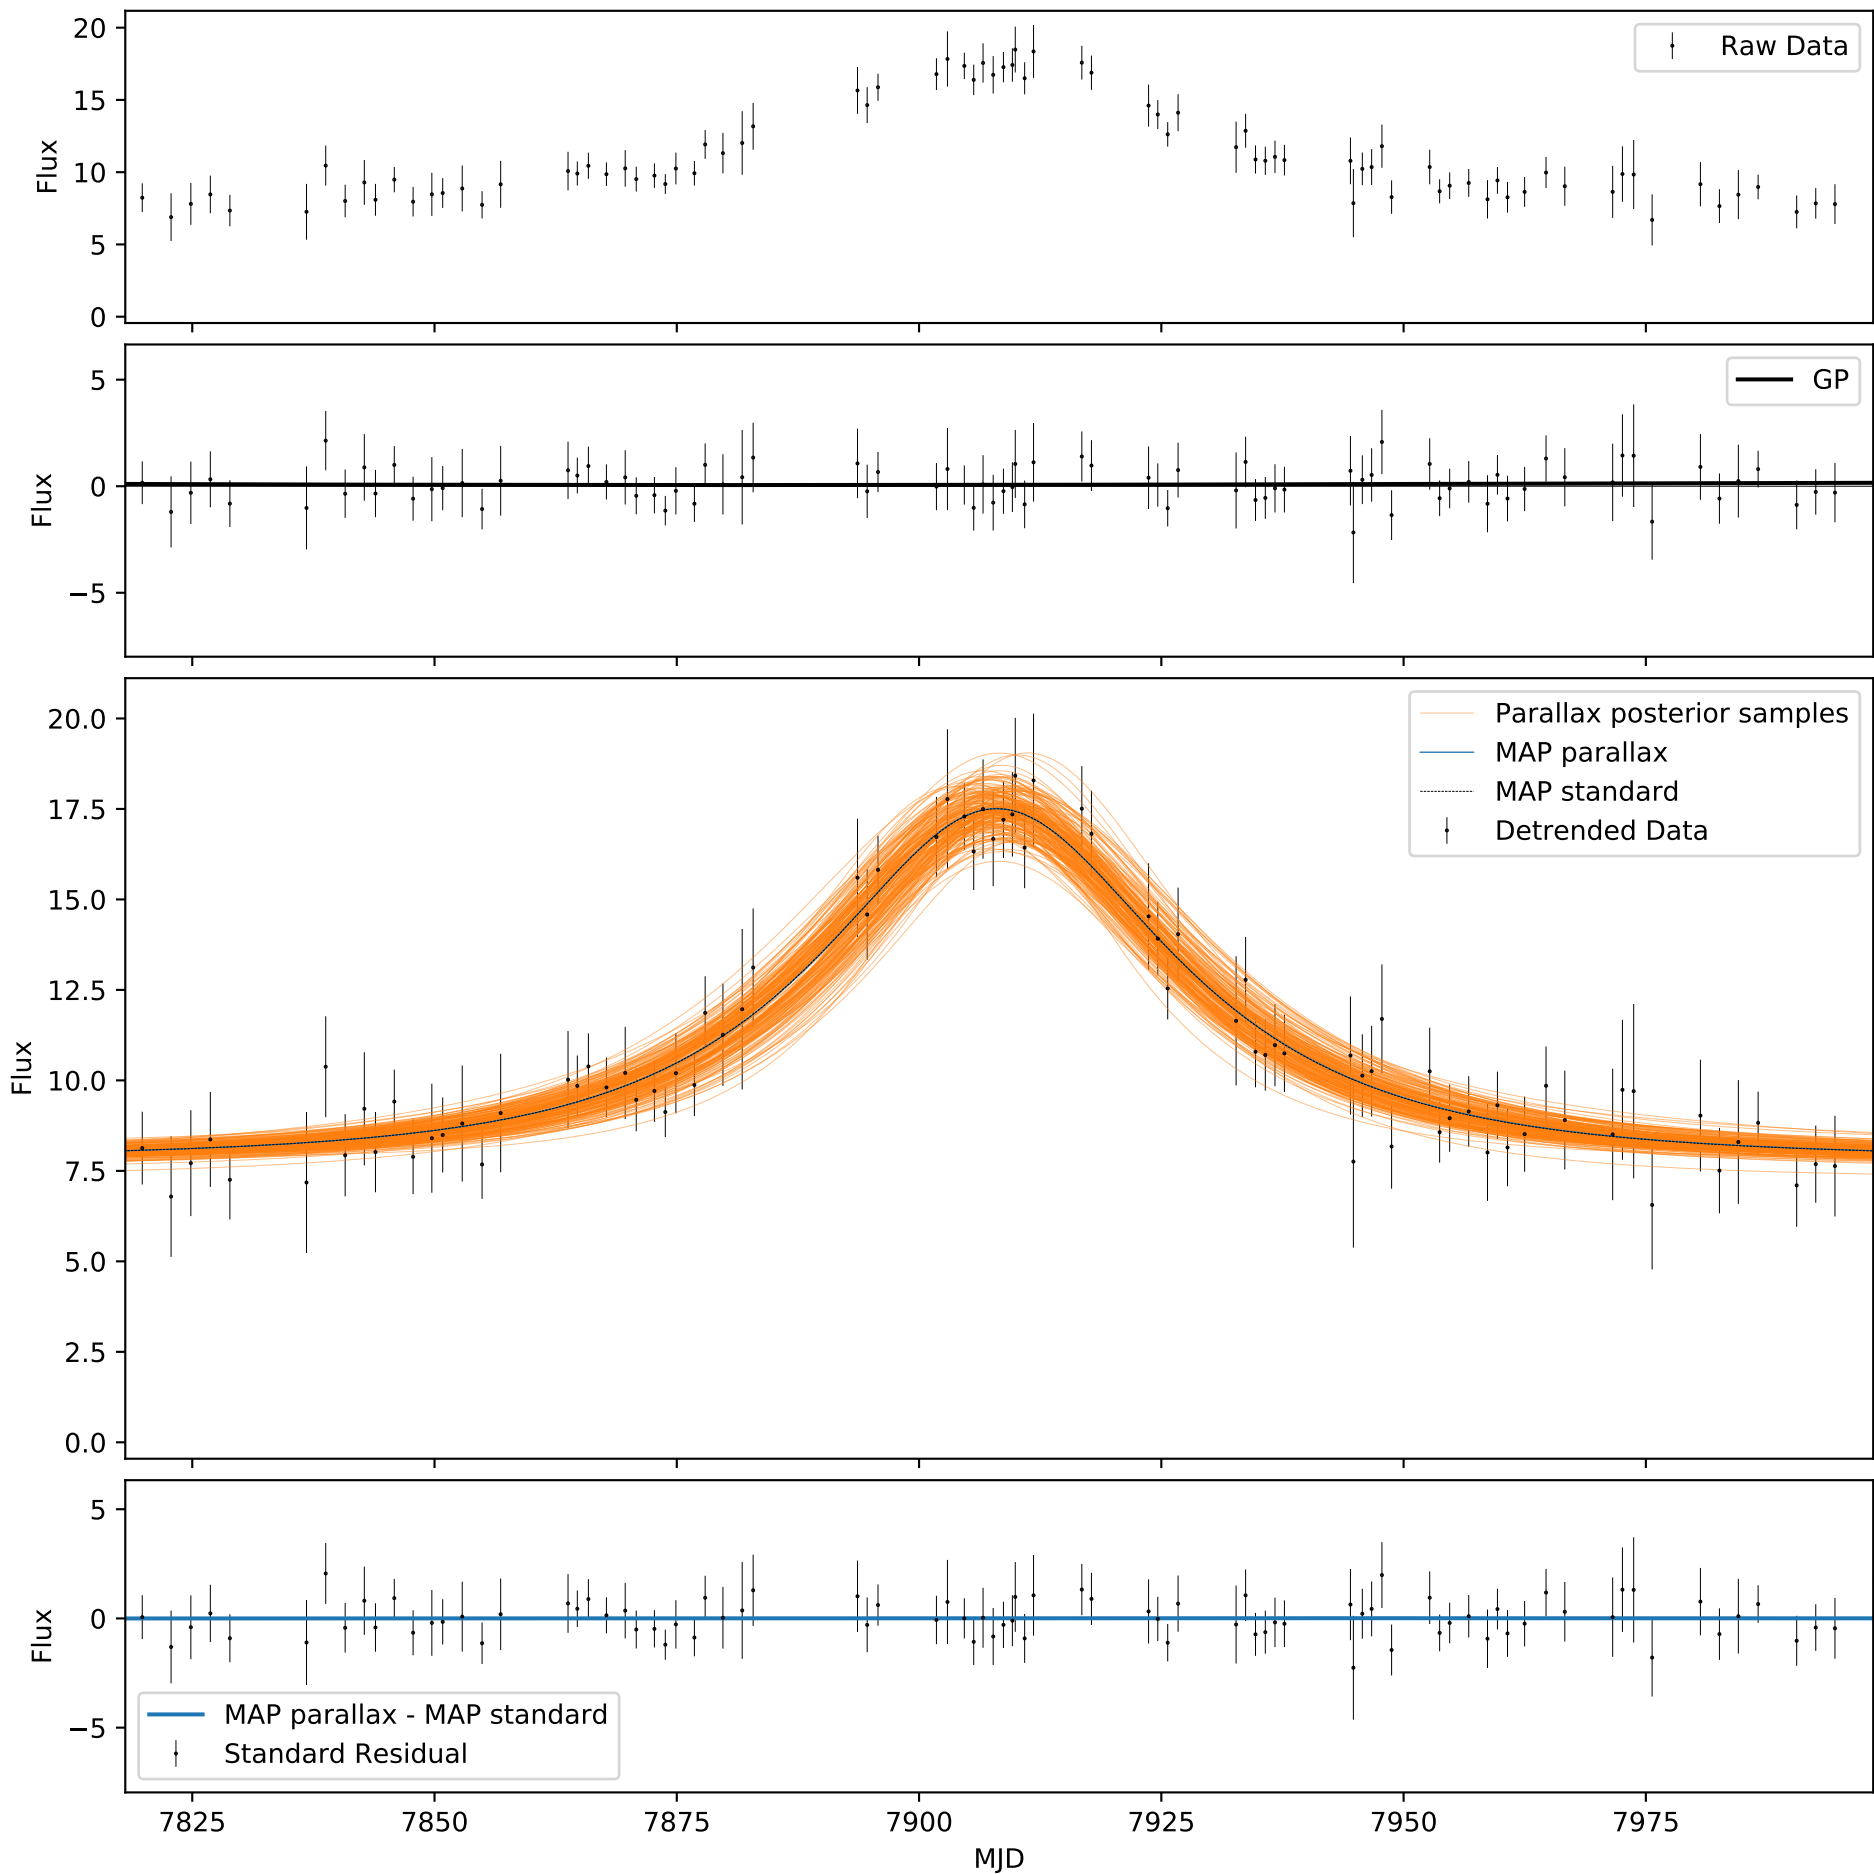 20
15
10
5
0
Flux
Raw Data
5
0
−5
Flux
GP
20.0
17.5
15.0
12.5
10.0
7.5
5.0
2.5
0.0
Flux
Parallax posterior samples
MAP parallax
MAP standard
Detrended Data
5
0
−5
Flux
MAP parallax - MAP standard
Standard Residual
7825 7850 7875 7900 7925 7950 7975
MJD